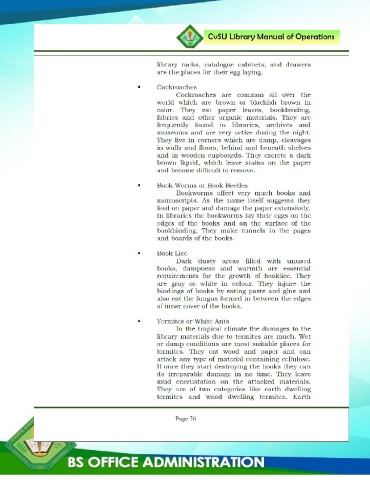 CvSU Library Manual of Operations
library racks, catalogue cabinets, and drawers
are the places for their egg laying.
• Cockroaches
Cockroaches are common all over the
world which are brown or blackish brown in
color. They eat paper leaves, bookbinding,
fabrics and other organic materials. They are
frequently found in libraries, archives and
museums and are very active during the night.
They live in corners which are damp, cleavages
in walls and floors, behind and beneath shelves
and in wooden cupboards. They excrete a dark
brown liquid, which leave stains on the paper
and become difficult to remove.
• Book Worms or Book Beetles
Bookworms affect very much books and
manuscripts. As the name itself suggests they
feed on paper and damage the paper extensively.
In libraries the bookworms lay their eggs on the
edges of the books and on the surface of the
bookbinding. They make tunnels in the pages
and boards of the books.
• Book Lice
Dark dusty areas filled with unused
books, dampness and warmth are essential
requirements for the growth of booklice. They
are gray or white in colour. They injure the
bindings of books by eating paste and glue and
also eat the fungus formed in between the edges
of inner cover of the books.
• Termites or White Ants
In the tropical climate the damages to the
library materials due to termites are much. Wet
or damp conditions are most suitable places for
termites. They eat wood and paper and can
attack any type of material containing cellulose.
If once they start destroying the books they can
do irreparable damage in no time. They leave
mud encrustation on the attacked materials.
They are of two categories like earth dwelling
termites and wood dwelling termites. Earth
Page 76
BS OFFICE ADMINISTRATION